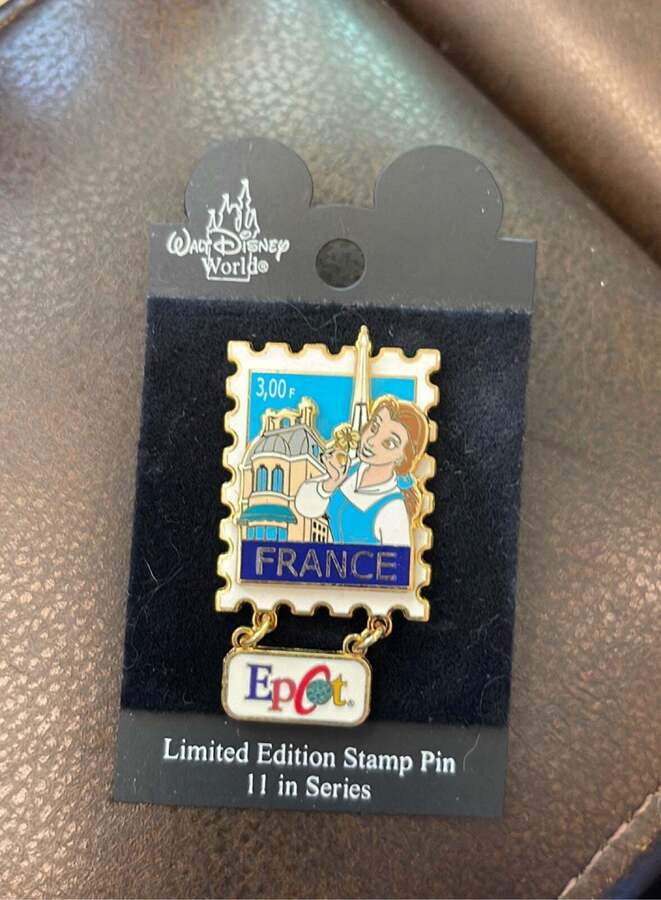 WALT DISNEY
World®
3,00 F
FRANCE
Epcot®
Limited Edition Stamp Pin
11 in Series